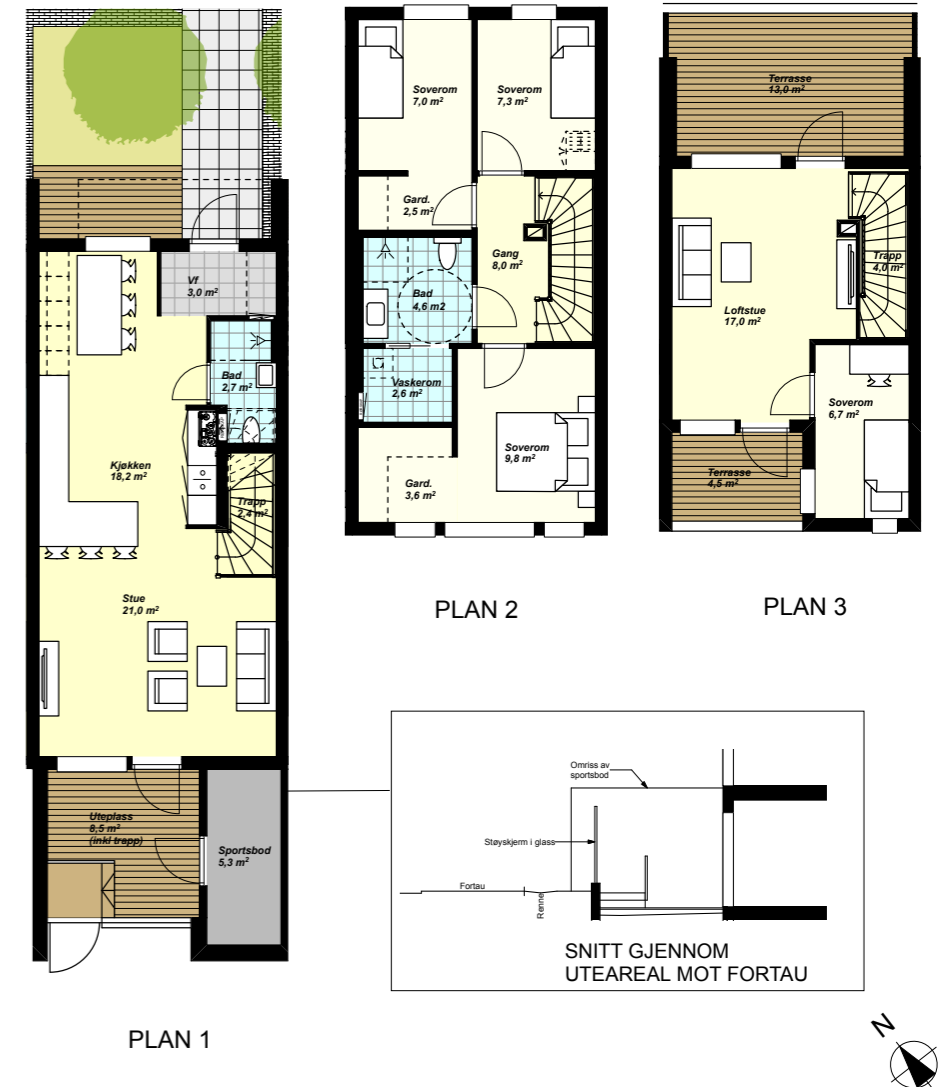 Vf
3,0 m²
Bad
2,7 m²
Kjøkken
18,2 m²
Trapp
2,4 m²
Stue
21,0 m²
Uteplass
8,5 m²
(inkl trapp)
Sportsbod
5,3 m²
PLAN 1
Soverom
7,0 m²
Soverom
7,3 m²
Gard.
2,5 m²
Gang
8,0 m²
Bad
4,6 m2
Vaskerom
2,6 m²
Soverom
9,8 m²
Gard.
3,6 m²
PLAN 2
Terrasse
13,0 m²
Trapp
4,0 m²
Loftstue
17,0 m²
Soverom
6,7 m²
Terrasse
4,5 m²
PLAN 3
Omriss av
sportsbod
Støyskjerm i glass
Fortau
Renne
SNITT GJENNOM
UTEAREAL MOT FORTAU
N